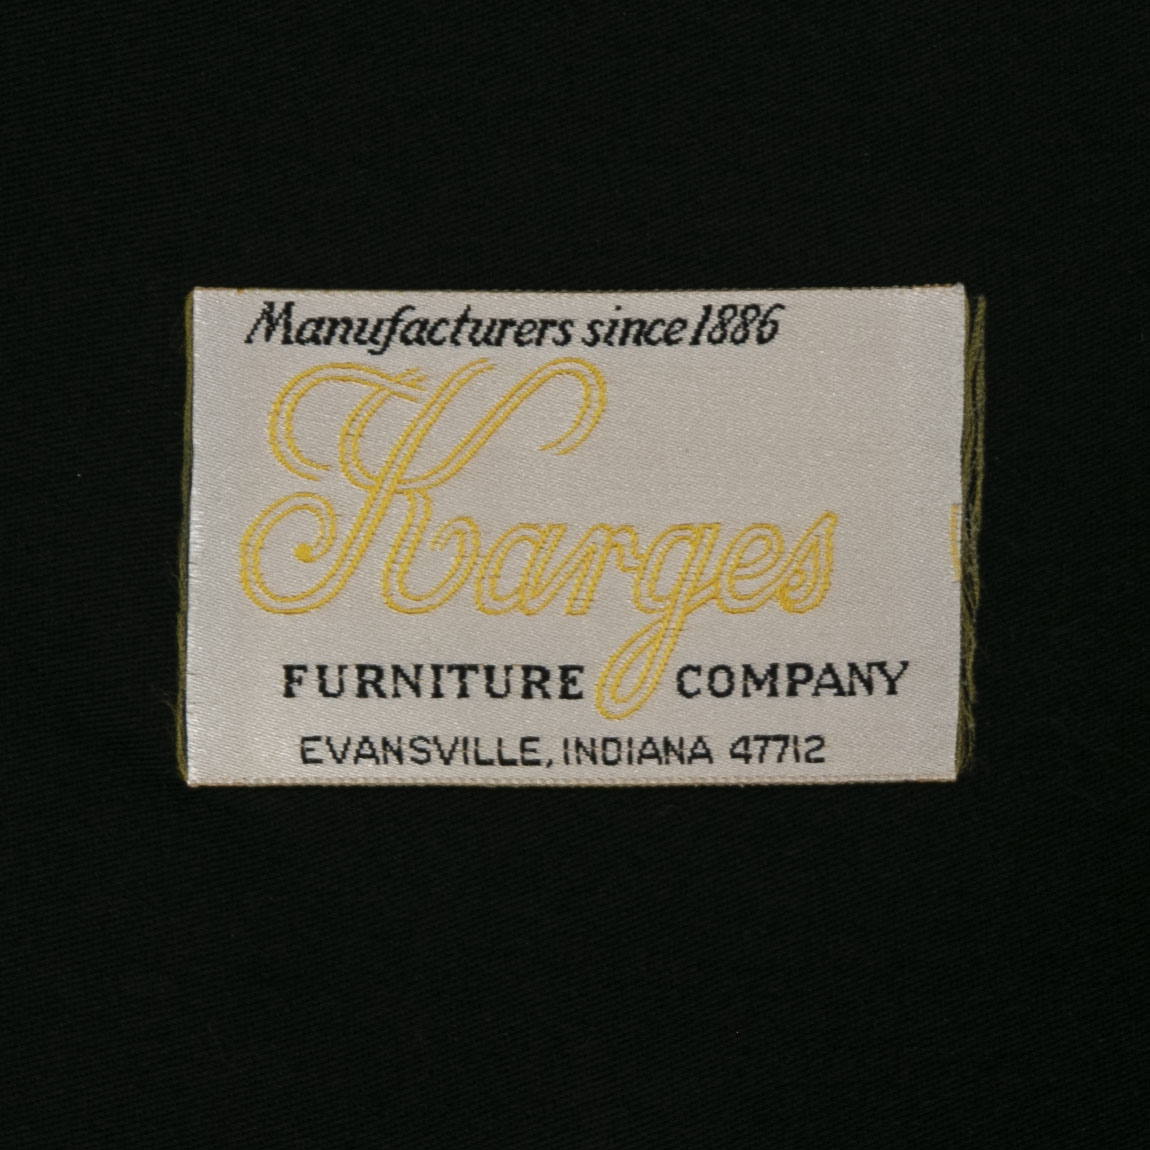 Manufacturers since 1886
Karges
FURNITURE COMPANY
EVANSVILLE, INDIANA 47712